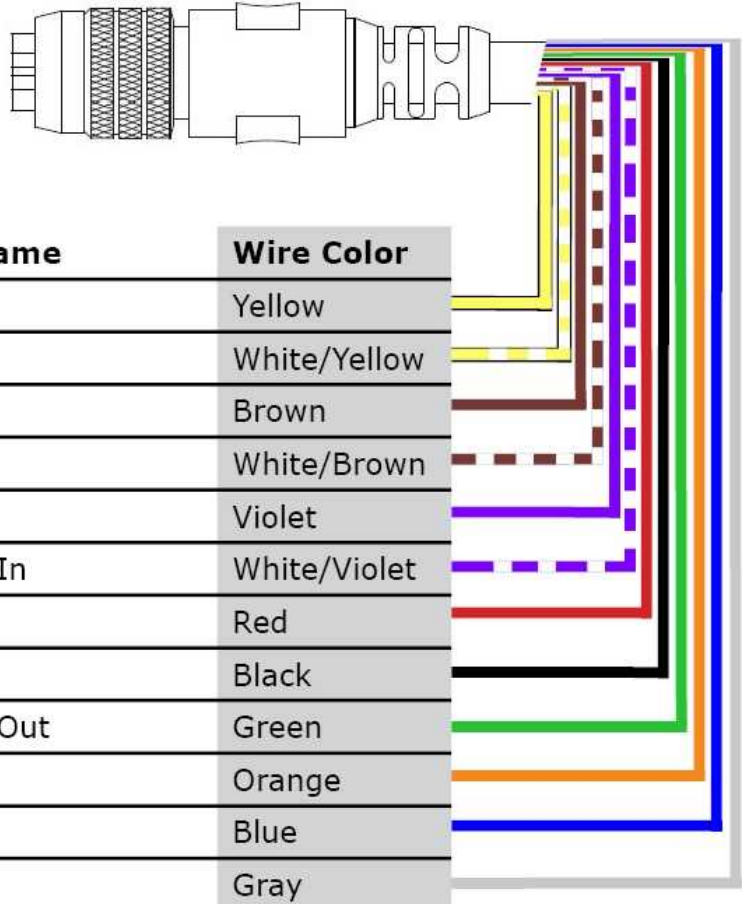 ame Wire Color
Yellow
White/Yellow
Brown
White/Brown
Violet
In White/Violet
Red
Black
Out Green
Orange
Blue
Gray